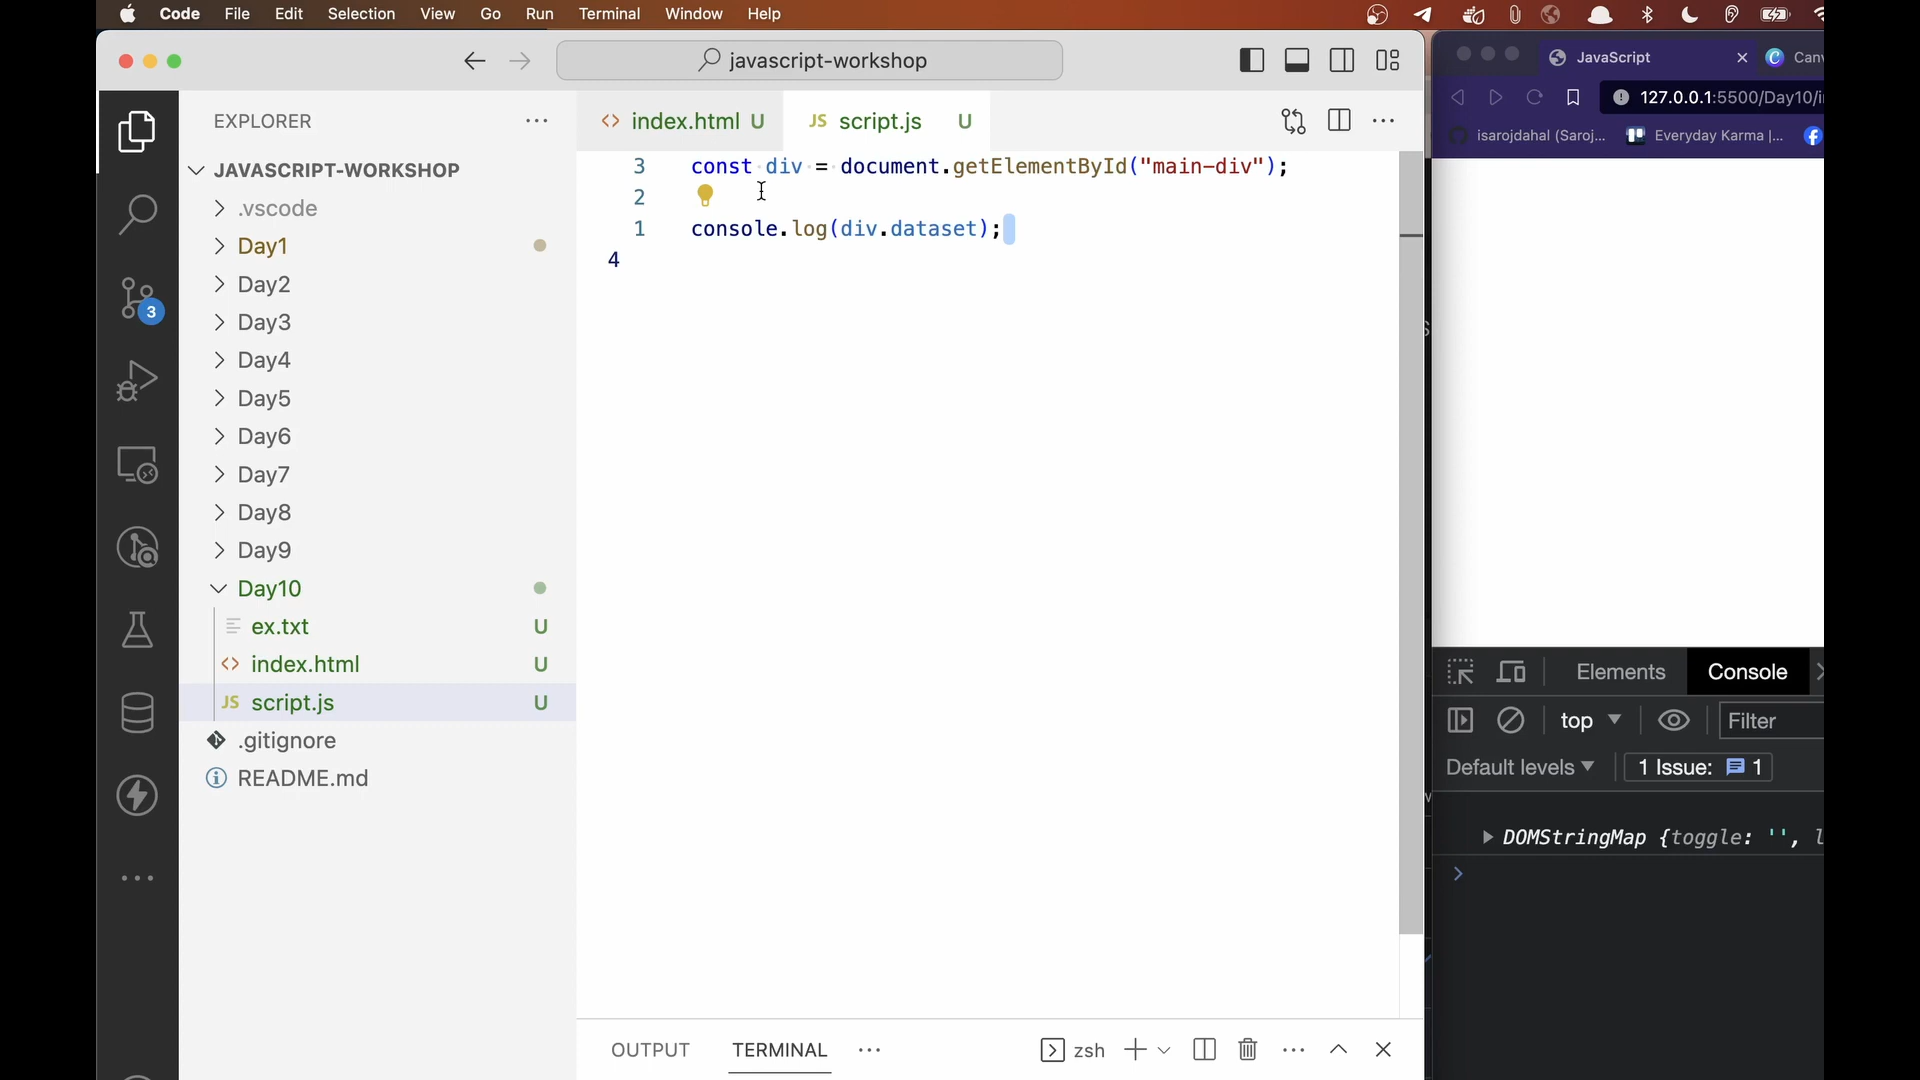 Code File Edit Selection View Go Run Terminal Window Help
javascript-workshop
JavaScript
127.0.0.1:5500/Day10/
isarojdahal (Saroj... Everyday Karma |...
EXPLORER
index.html U
JS script.js U
JAVASCRIPT-WORKSHOP
.vscode
Day1
Day2
Day3
Day4
Day5
Day6
Day7
Day8
Day9
Day10
ex.txt U
index.html U
JS script.js U
.gitignore
README.md
3 const div = document.getElementById("main-div");
2
1 console.log(div.dataset);
4
3
Elements Console
top Filter
Default levels 1 Issue: 1
DOMStringMap {toggle: '', l
OUTPUT TERMINAL zsh